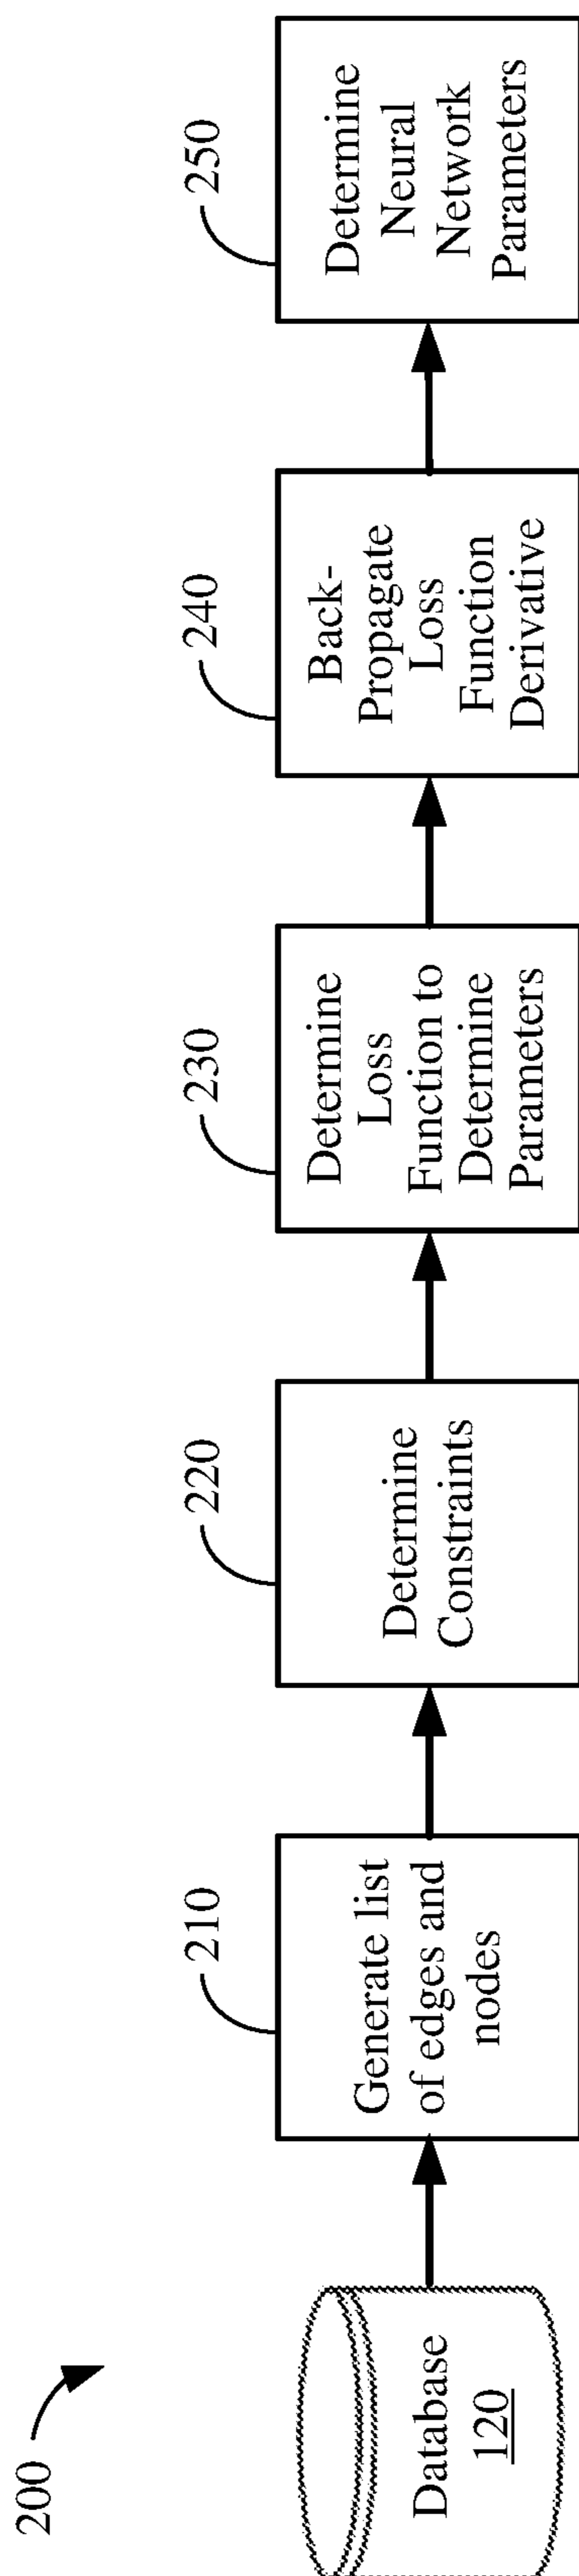 200
Database
120
210
Generate list
of edges and
nodes
220
Determine
Constraints
230
Determine
Loss
Function to
Determine
Parameters
240
Back-
Propagate
Loss
Function
Derivative
250
Determine
Neural
Network
Parameters